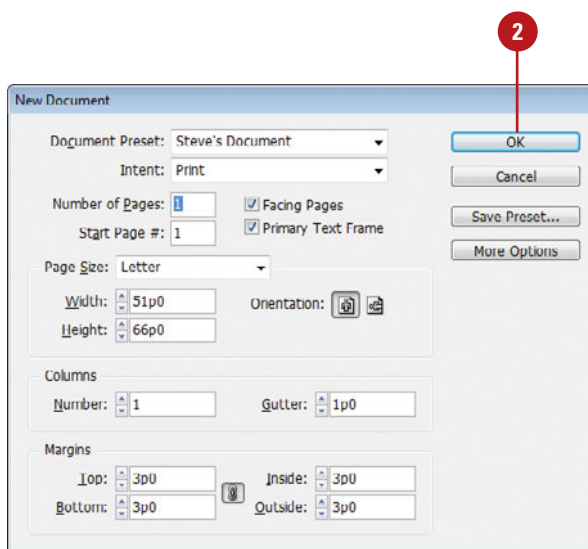 2
New Document
Document Preset: Steve's Document
OK
Intent: Print
Cancel
Number of Pages: 1
Facing Pages
Save Preset...
Start Page #: 1
Primary Text Frame
More Options
Page Size: Letter
Width: 51p0
Orientation:
Height: 66p0
Columns
Number: 1
Gutter: 1p0
Margins
Top: 3p0
Inside: 3p0
Bottom: 3p0
Outside: 3p0